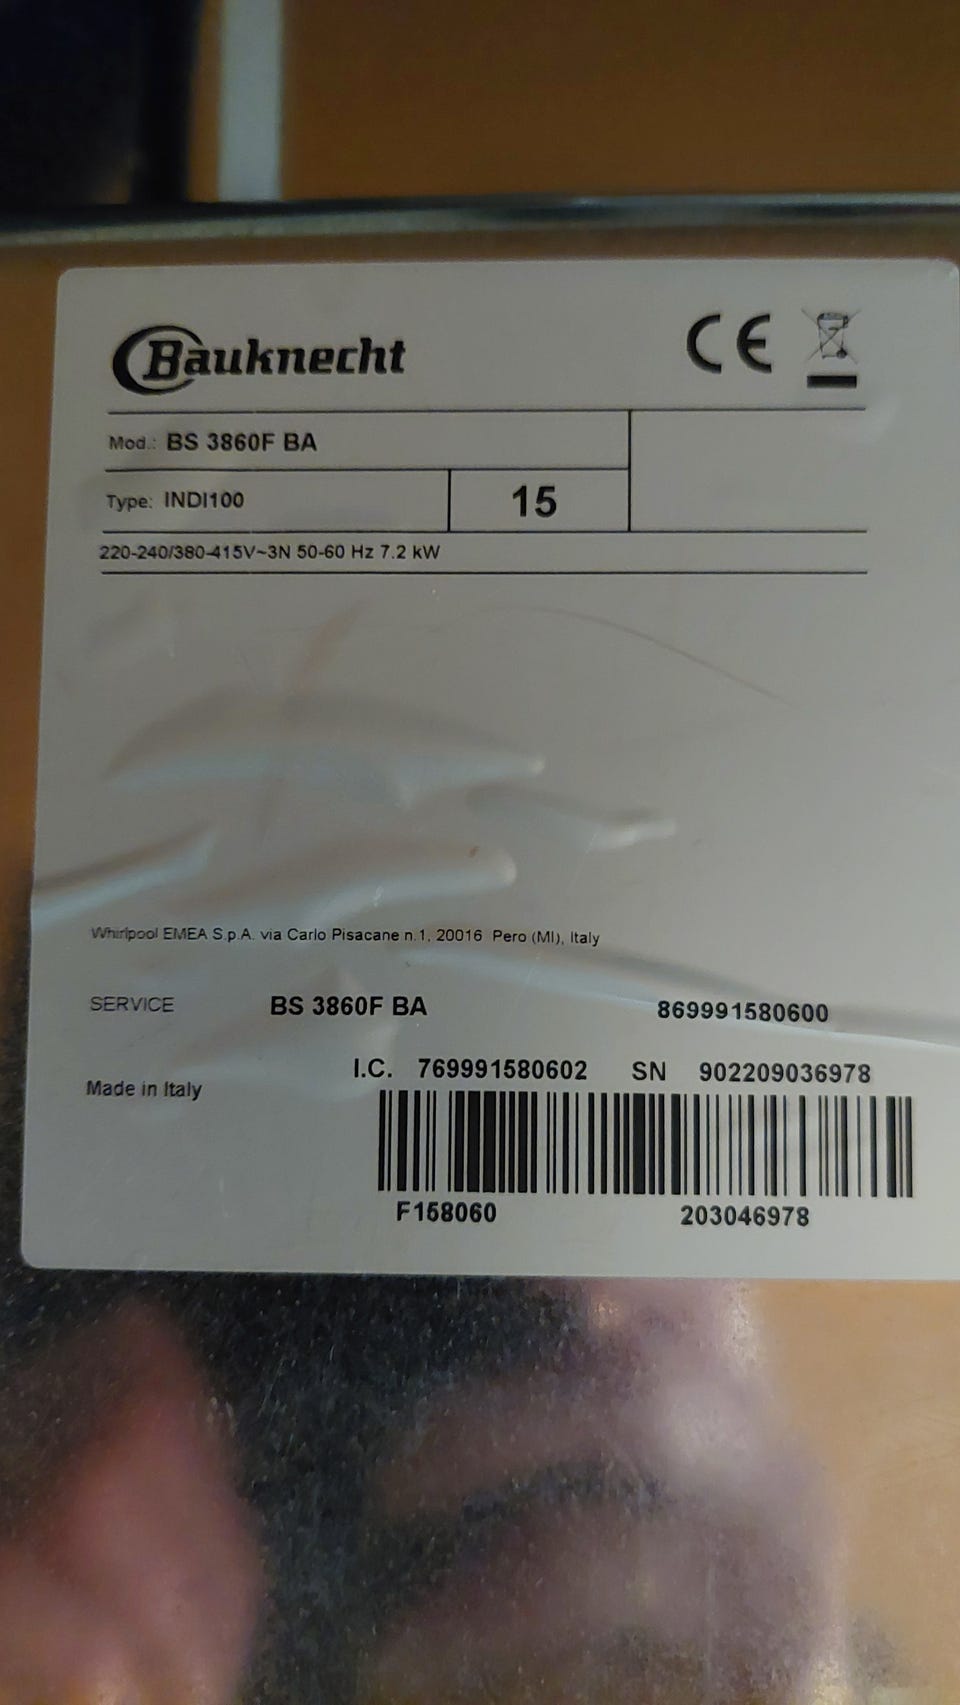 Bauknecht CE
Mod.: BS 3860F BA
Type: INDI100 15
220-240/380-415V~3N 50-60 Hz 7.2 kW
Whirlpool EMEA S.p.A. via Carlo Pisacane n.1, 20016 Pero (MI), Italy
SERVICE BS 3860F BA 869991580600
I.C. 769991580602 SN 902209036978
Made in Italy
F158060 203046978